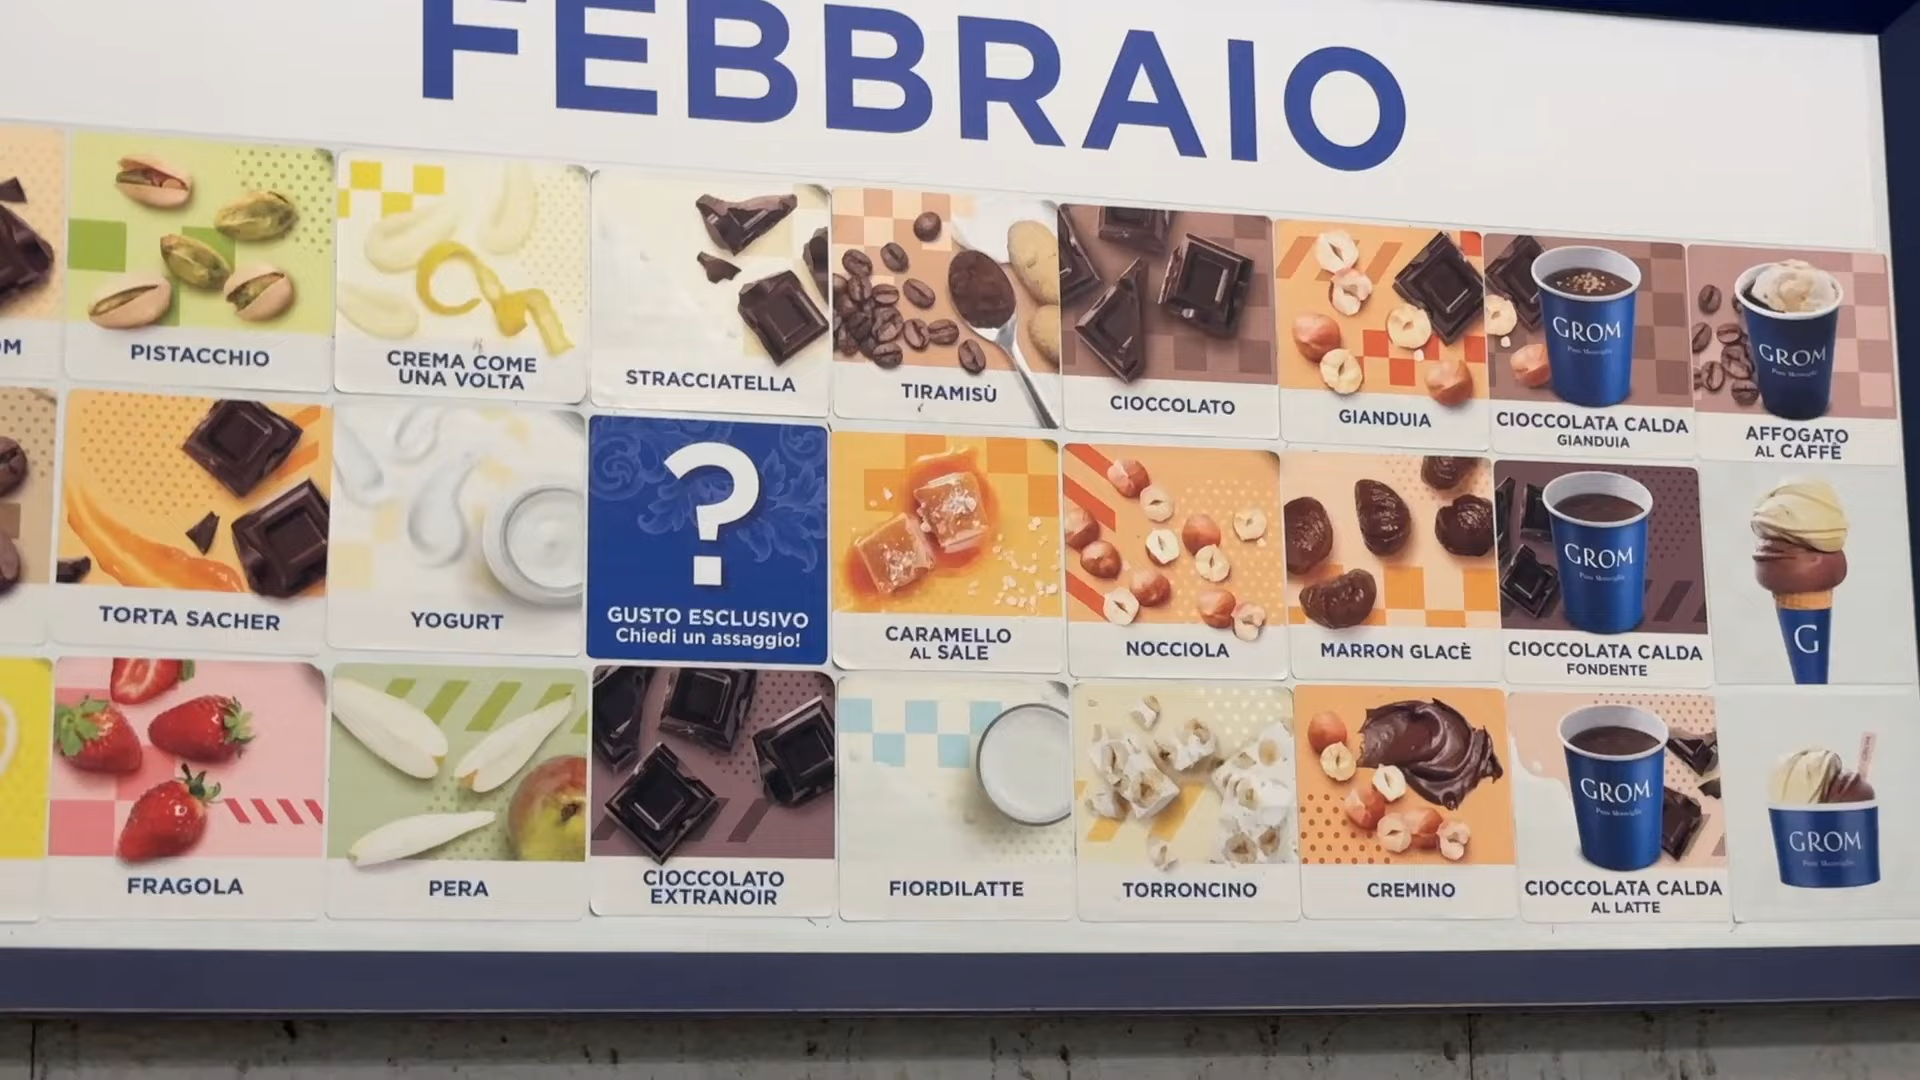 FEBBRAIO
PISTACCHIO
CREMA COME
UNA VOLTA
STRACCIATELLA
TIRAMISÙ
CIOCCOLATO
GIANDUIA
GROM
CIOCCOLATA CALDA
GIANDUIA
GROM
AFFOGATO
AL CAFFÈ
TORTA SACHER
YOGURT
?
GUSTO ESCLUSIVO
Chiedi un assaggio!
CARAMELLO
AL SALE
NOCCIOLA
MARRON GLACÈ
GROM
CIOCCOLATA CALDA
FONDENTE
G
FRAGOLA
PERA
CIOCCOLATO
EXTRANOIR
FIORDILATTE
TORRONCINO
CREMINO
GROM
CIOCCOLATA CALDA
AL LATTE
GROM